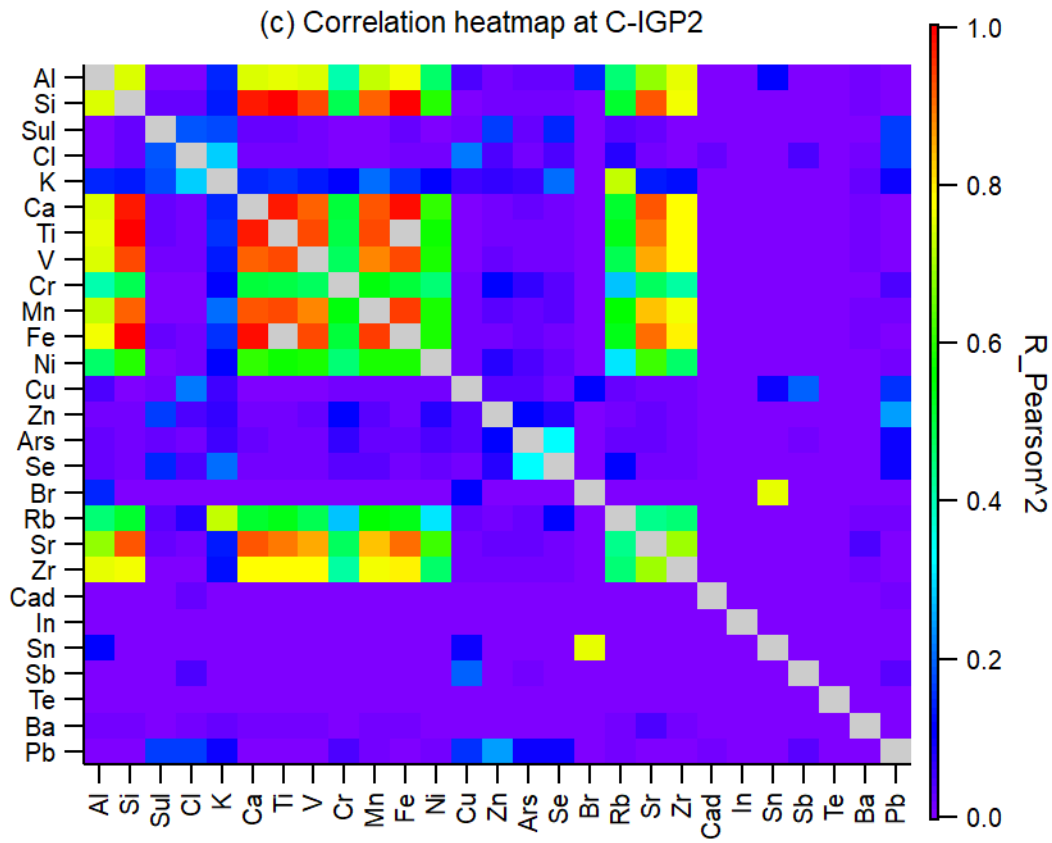 (c) Correlation heatmap at C-IGP2
Al
Si
Sul
Cl
K
Ca
Ti
V
Cr
Mn
Fe
Ni
Cu
Zn
Ars
Se
Br
Rb
Sr
Zr
Cad
In
Sn
Sb
Te
Ba
Pb
Al Si Sul Cl K Ca Ti V Cr Mn Fe Ni Cu Zn Ars Se Br Rb Sr Zr Cad In Sn Sb Te Ba Pb
1.0
0.8
0.6
0.4
0.2
0.0
R_Pearson^2